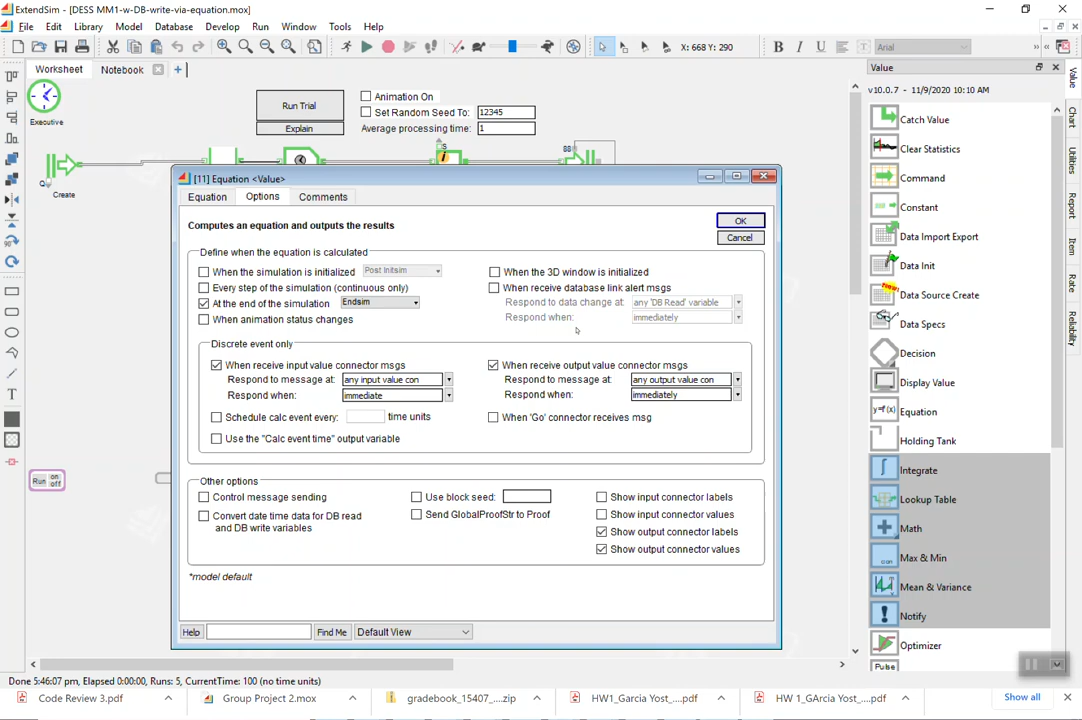 ExtendSim - [DESS MM1-w-DB-write-via-equation.mox]
File Edit Library Model Database Develop Run Window Tools Help
X: 668 Y: 290
B I U A Arial
Worksheet Notebook
Value
Executive
Run Trial
Explain
Animation On
Set Random Seed To: 12345
Average processing time: 1
v10.0.7 - 11/9/2020 10:10 AM
Create
[11] Equation <Value>
Equation Options Comments
Computes an equation and outputs the results
OK
Cancel
Define when the equation is calculated
When the simulation is initialized Post Initsim
Every step of the simulation (continuous only)
At the end of the simulation Endsim
When animation status changes
When the 3D window is initialized
When receive database link alert msgs
Respond to data change at: any 'DB Read' variable
Respond when: immediately
Discrete event only
When receive input value connector msgs
Respond to message at: any input value con
Respond when: immediate
Schedule calc event every: time units
Use the "Calc event time" output variable
When receive output value connector msgs
Respond to message at: any output value con
Respond when: immediately
When 'Go' connector receives msg
Other options
Control message sending
Convert date time data for DB read
and DB write variables
Use block seed:
Send GlobalProofStr to Proof
Show input connector labels
Show input connector values
Show output connector labels
Show output connector values
*model default
Help Find Me Default View
Run on off
Catch Value
Clear Statistics
Command
Constant
Data Import Export
Data Init
Data Source Create
Data Specs
Decision
Display Value
y=f(x) Equation
Holding Tank
Integrate
Lookup Table
Math
Max & Min
Mean & Variance
Notify
Optimizer
Pulse
Value
Chart
Utilities
Report
Item
Rate
Reliability
Done 5:46:07 pm, Elapsed 0:00:00, Runs: 5, CurrentTime: 100 (no time units)
Code Review 3.pdf Group Project 2.mox gradebook_15407_....zip HW1_Garcia Yost_....pdf HW 1_GArcia Yost_....pdf Show all